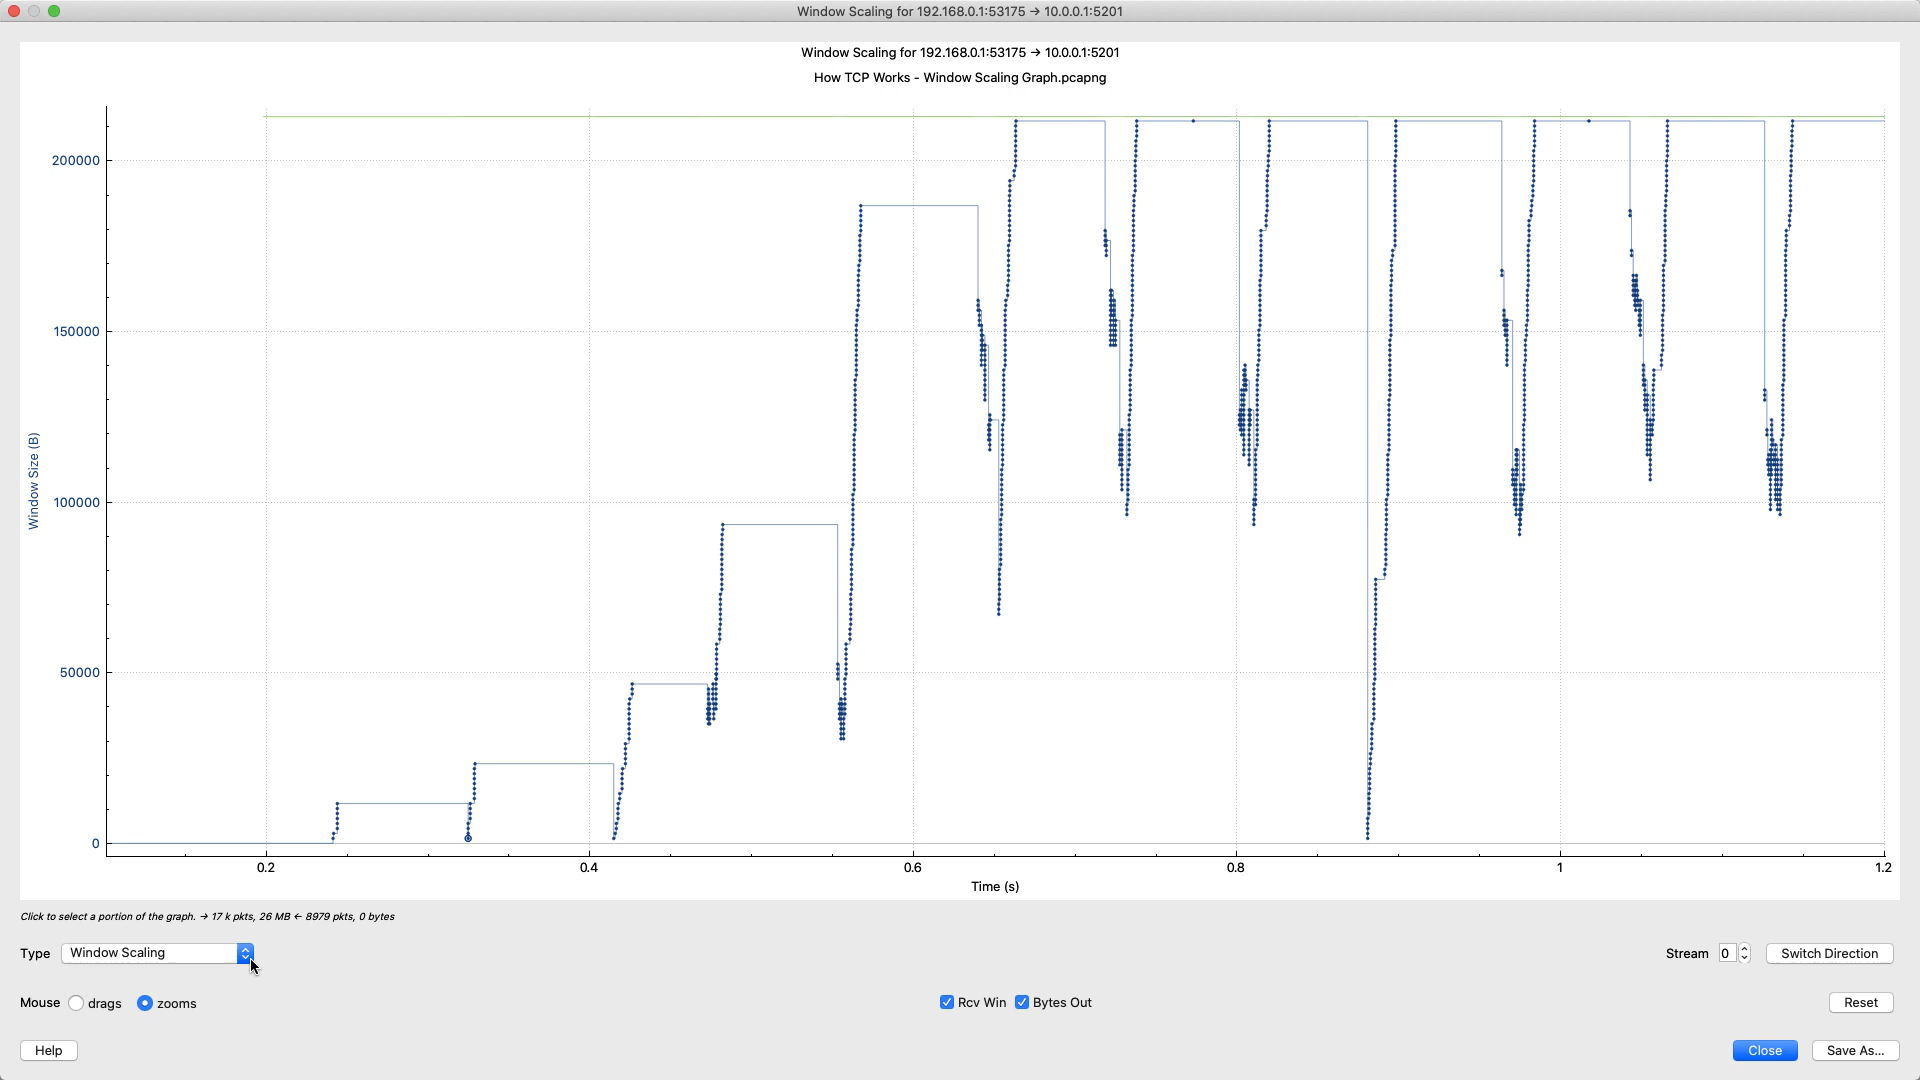 Window Scaling for 192.168.0.1:53175 → 10.0.0.1:5201
Window Scaling for 192.168.0.1:53175 → 10.0.0.1:5201
How TCP Works - Window Scaling Graph.pcapng
200000
150000
100000
50000
0
Window Size (B)
0.2 0.4 0.6 0.8 1 1.2
Time (s)
Click to select a portion of the graph. → 17 k pkts, 26 MB ← 8979 pkts, 0 bytes
Type Window Scaling Stream 0 Switch Direction
Mouse drags zooms Rcv Win Bytes Out Reset
Help Close Save As...